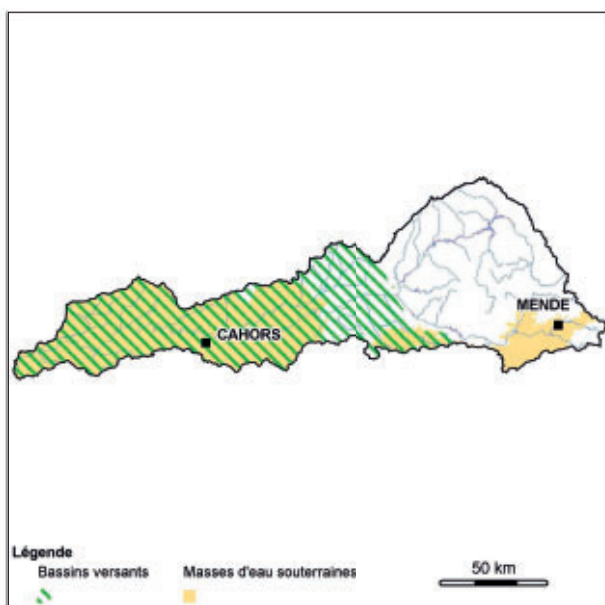 MENDE
CAHORS
Légende
Bassins versants
Masses d'eau souterraines
50 km